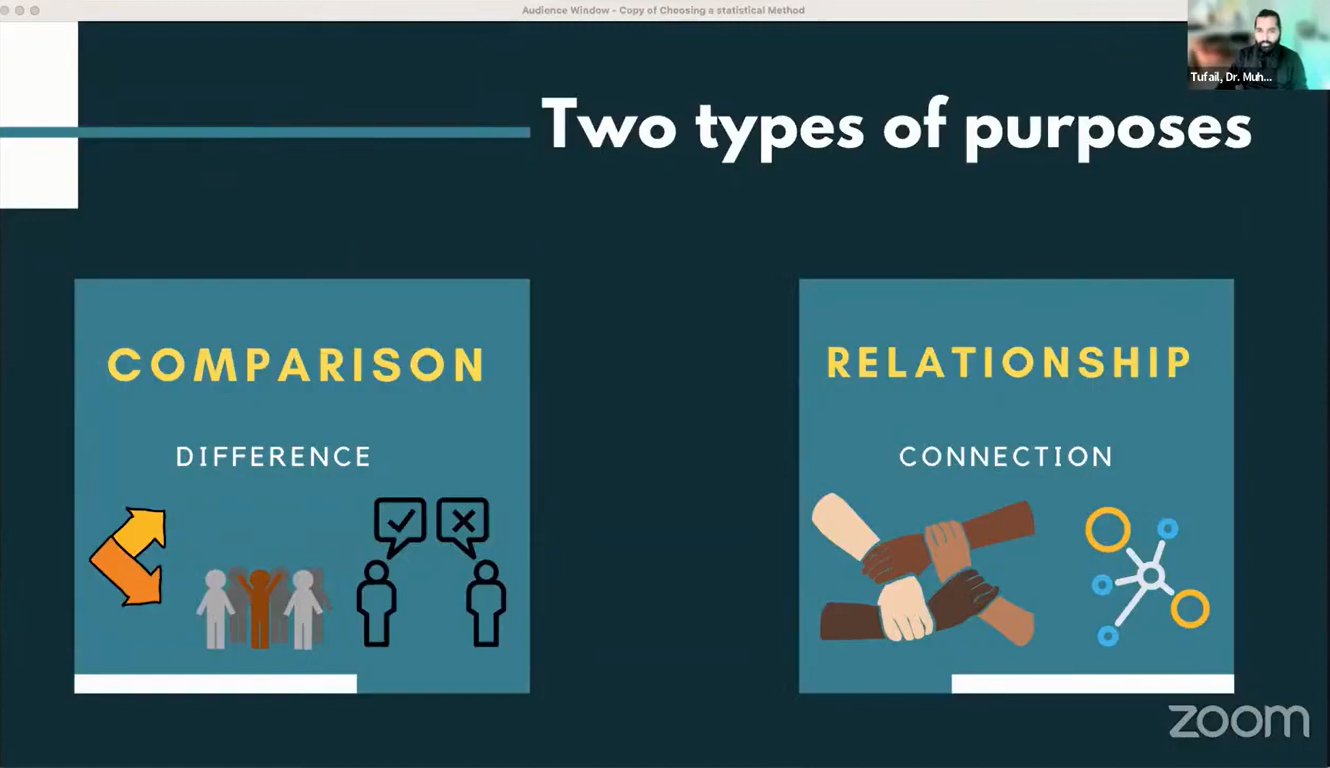 Audience Window - Copy of Choosing a statistical Method
Tufail, Dr. Muh...
Two types of purposes
COMPARISON
DIFFERENCE
RELATIONSHIP
CONNECTION
zoom